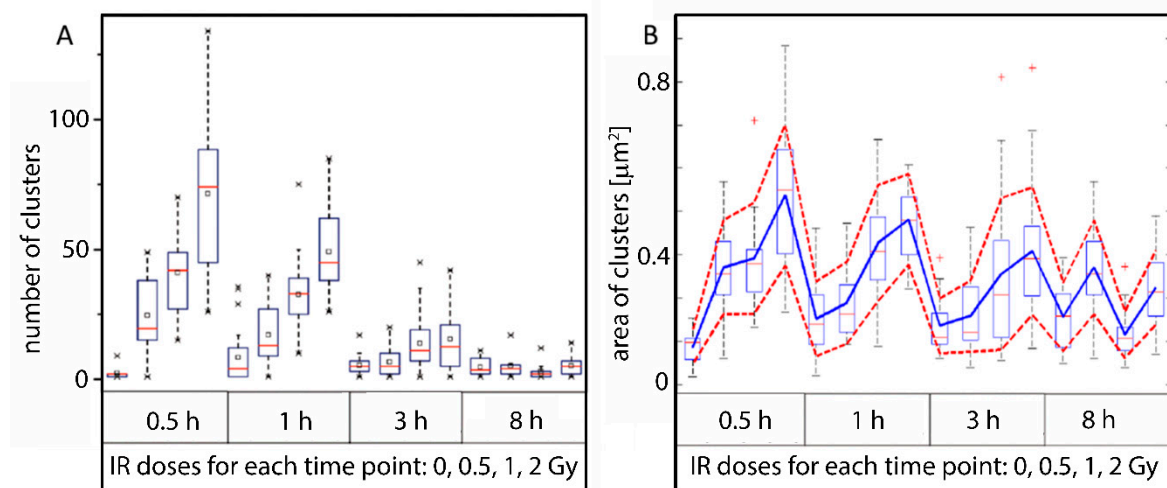 A
number of clusters
100
50
0
0.5 h
1 h
3 h
8 h
IR doses for each time point: 0, 0.5, 1, 2 Gy
B
area of clusters [μm²]
0.8
0.4
0
0.5 h
1 h
3 h
8 h
IR doses for each time point: 0, 0.5, 1, 2 Gy